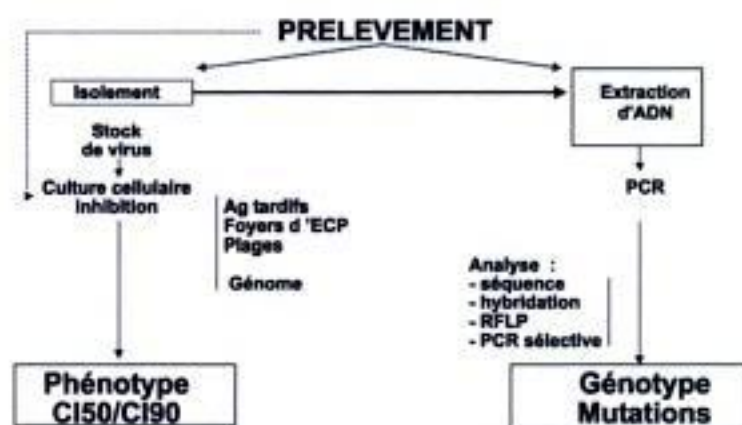 PRELEVEMENT
Isolement
Extraction
d'ADN
Stock
de virus
Culture cellulaire
Inhibition
PCR
Ag tardifs
Foyers d 'ECP
Plages
Génome
Analyse :
- séquence
- hybridation
- RFLP
- PCR sélective
Phénotype
CI50/CI90
Génotype
Mutations